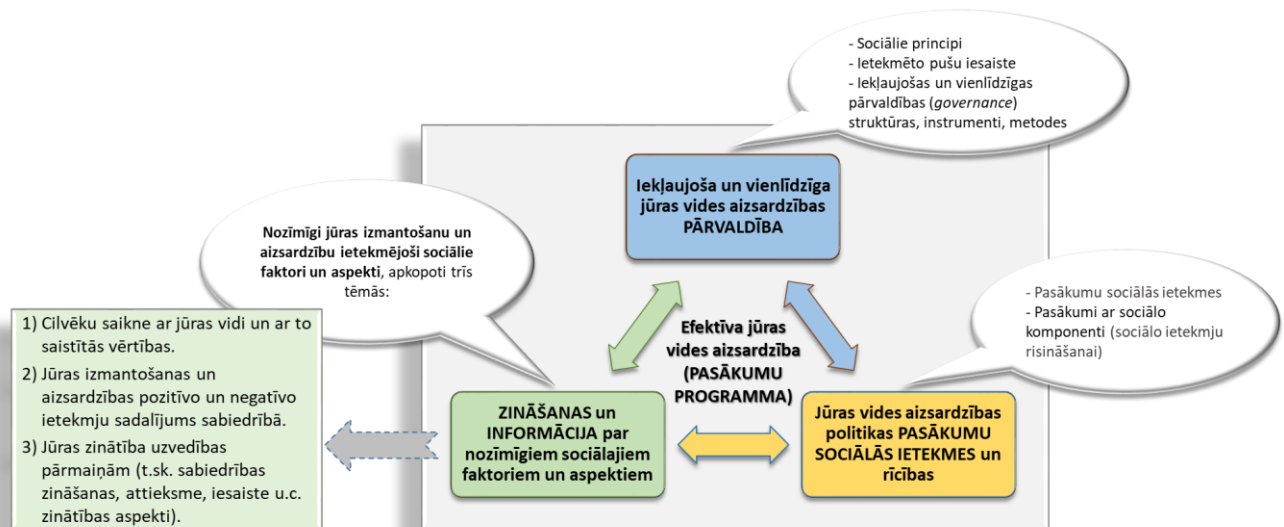 - Sociālie principi
- Ietekmēto pušu iesaiste
- Iekļaujošas un vienlīdzīgas
pārvaldības (governance)
struktūras, instrumenti, metodes
Iekļaujoša un vienlīdzīga
jūras vides aizsardzības
PĀRVALDĪBA
Nozīmīgi jūras izmantošanu un
aizsardzību ietekmējoši sociālie
faktori un aspekti, apkopoti trīs
tēmās:
1) Cilvēku saikne ar jūras vidi un ar to
saistītās vērtības.
2) Jūras izmantošanas un
aizsardzības pozitīvo un negatīvo
ietekmju sadalījums sabiedrībā.
3) Jūras zinātība uzvedības
pārmaiņām (t.sk. sabiedrības
zināšanas, attieksme, iesaiste u.c.
zinātības aspekti).
Efektīva jūras
vides aizsardzība
(PASĀKUMU
PROGRAMMA)
- Pasākumu sociālās ietekmes
- Pasākumi ar sociālo
komponenti (sociālo ietekmju
risināšanai)
ZINĀŠANAS un
INFORMĀCIJA par
nozīmīgiem sociālajiem
faktoriem un aspektiem
Jūras vides aizsardzības
politikas PASĀKUMU
SOCIĀLĀS IETEKMES un
rīcības